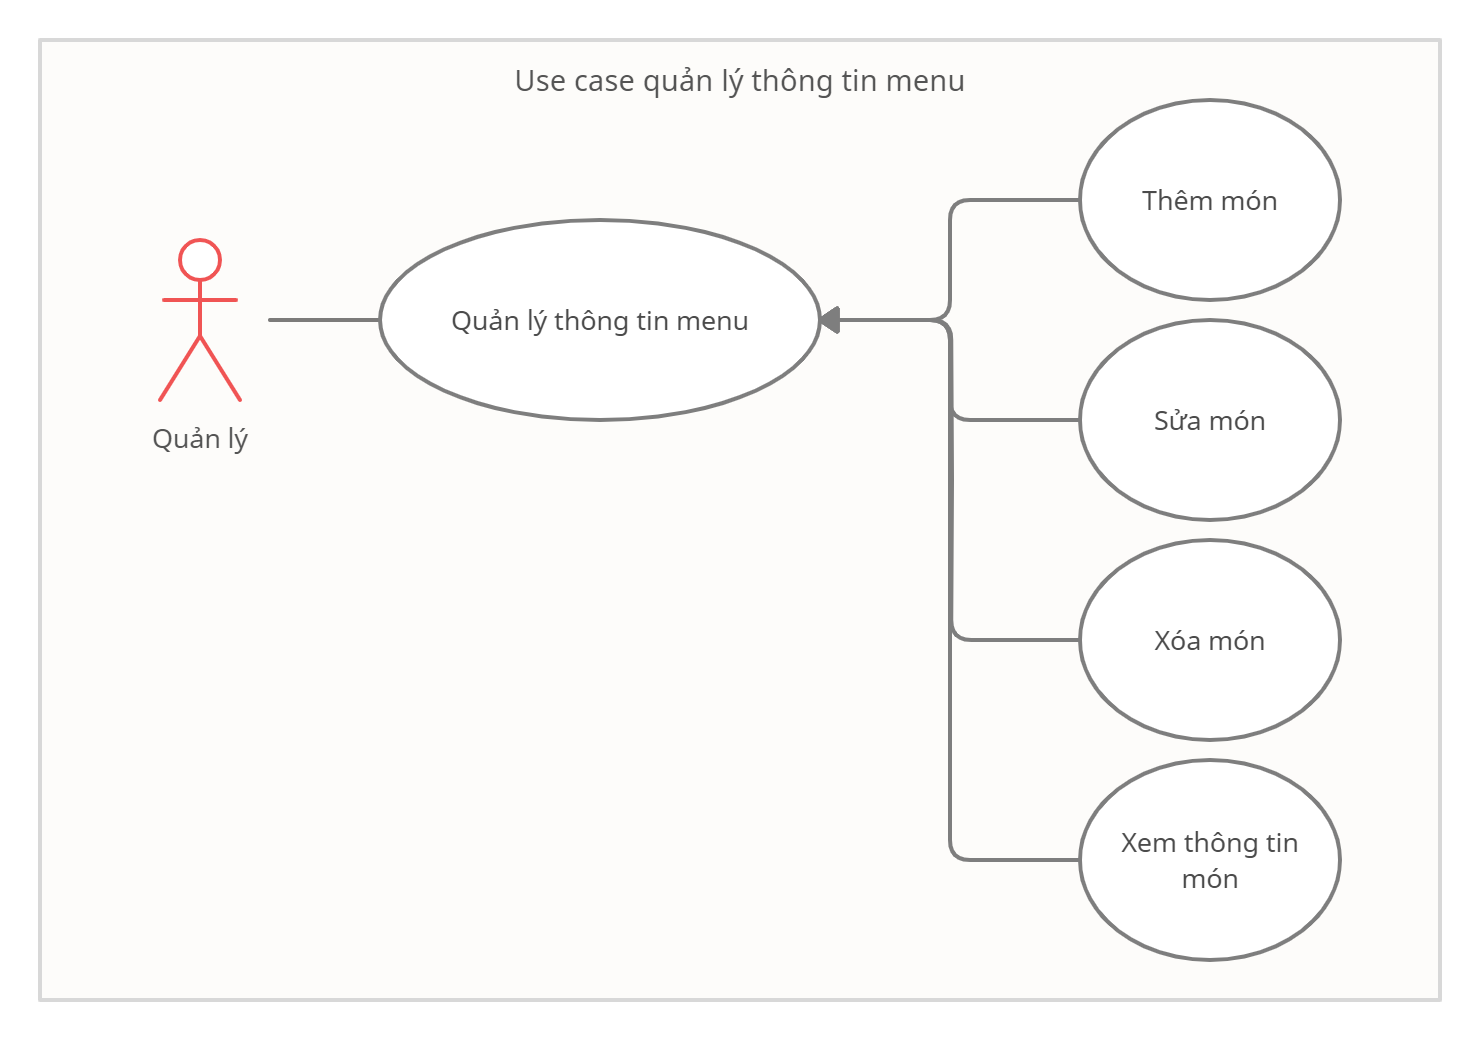 Use case quản lý thông tin menu
Thêm món
Quản lý thông tin menu
Sửa món
Quản lý
Xóa món
Xem thông tin
món